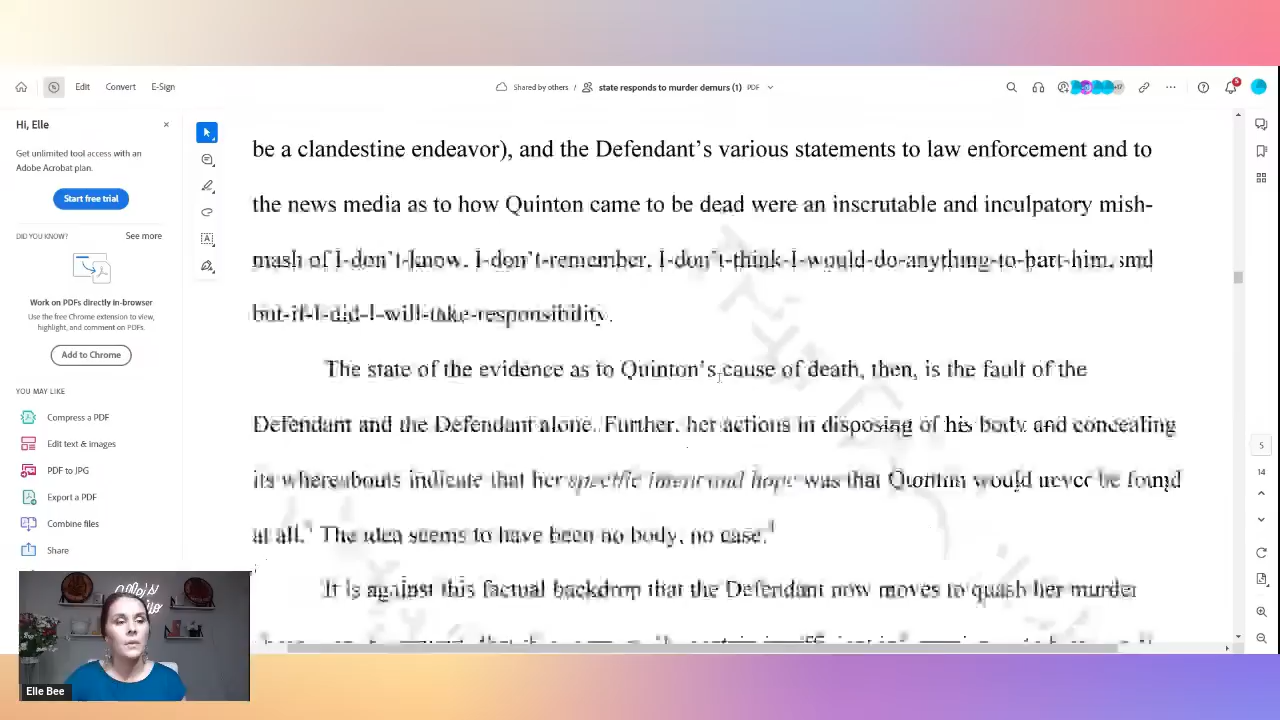 Edit
Convert
E-Sign
Shared by others / state responds to murder demurs (1) PDF
5
Hi, Elle
Get unlimited tool access with an
Adobe Acrobat plan.
Start free trial
DID YOU KNOW?
See more
Work on PDFs directly in-browser
Use the free Chrome extension to view,
highlight, and comment on PDFs.
Add to Chrome
YOU MAY LIKE
Compress a PDF
Edit text & images
PDF to JPG
Export a PDF
Combine files
Share
be a clandestine endeavor), and the Defendant's various statements to law enforcement and to
the news media as to how Quinton came to be dead were an inscrutable and inculpatory mish-
mash of I-don't-know, I-don't-remember, I-don't-think-I-would-do-anything-to-hurt-him, and
but-if-I-did-I-will-take-responsibility.
The state of the evidence as to Quinton's cause of death, then, is the fault of the
Defendant and the Defendant alone. Further, her actions in disposing of his body and concealing
its whereabouts indicate that her specific intent and hope was that Quinton would never be found
at all. The idea seems to have been no body, no case.
It is against this factual backdrop that the Defendant now moves to quash her murder
5
14
Elle Bee